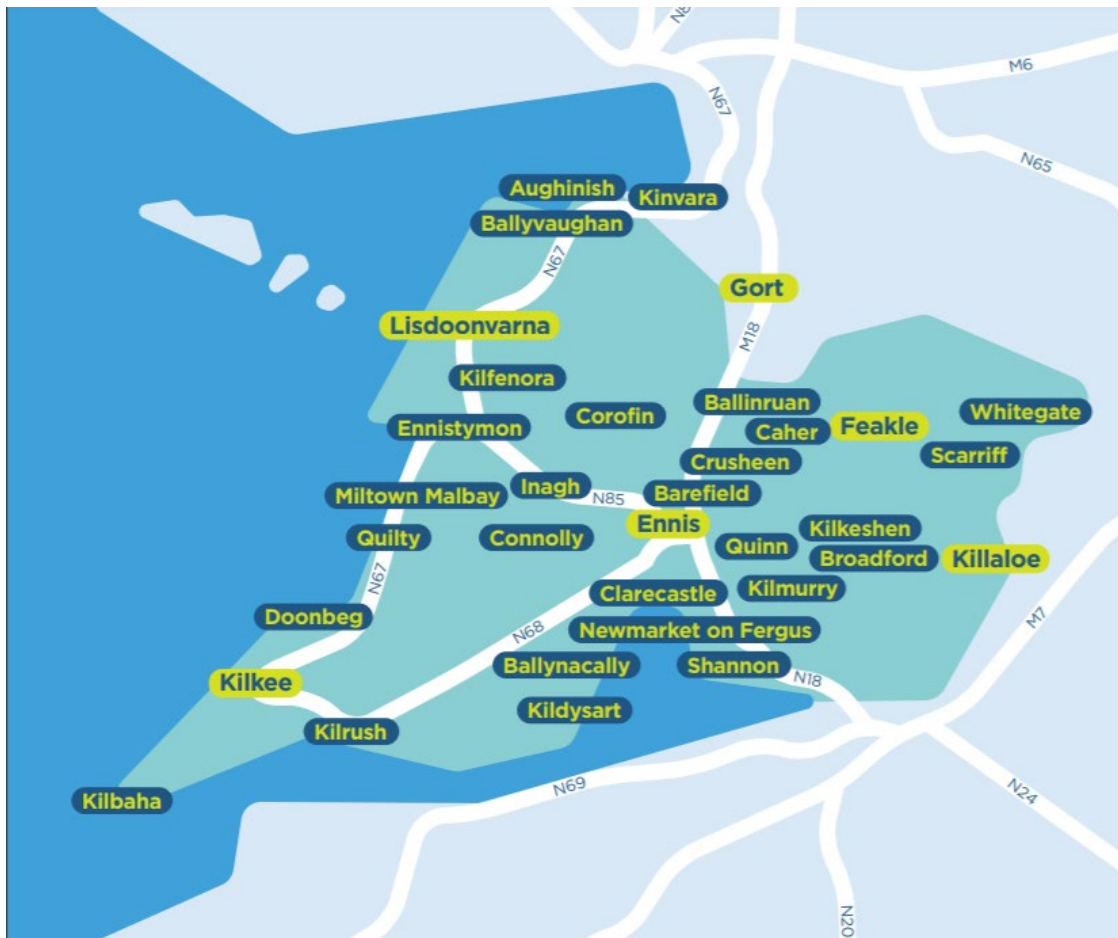 N8
M6
N67
N65
Aughinish
Kinvara
Ballyvaughan
N67
Gort
Lisdoonvarna
M18
Kilfenora
Ballinruan
Corofin
Whitegate
Ennistymon
Caher
Feakle
Scarriff
Crusheen
Inagh
Barefield
Miltown Malbay
N85
Ennis
Kilkeshen
Quilty
Connolly
Quinn
Broadford
Killaloe
N67
Clarecastle
Kilmurry
Doonbeg
M7
N68
Newmarket on Fergus
Ballynacally
Shannon
N18
Kilkee
Kildysart
Kilrush
N69
N24
Kilbaha
N20